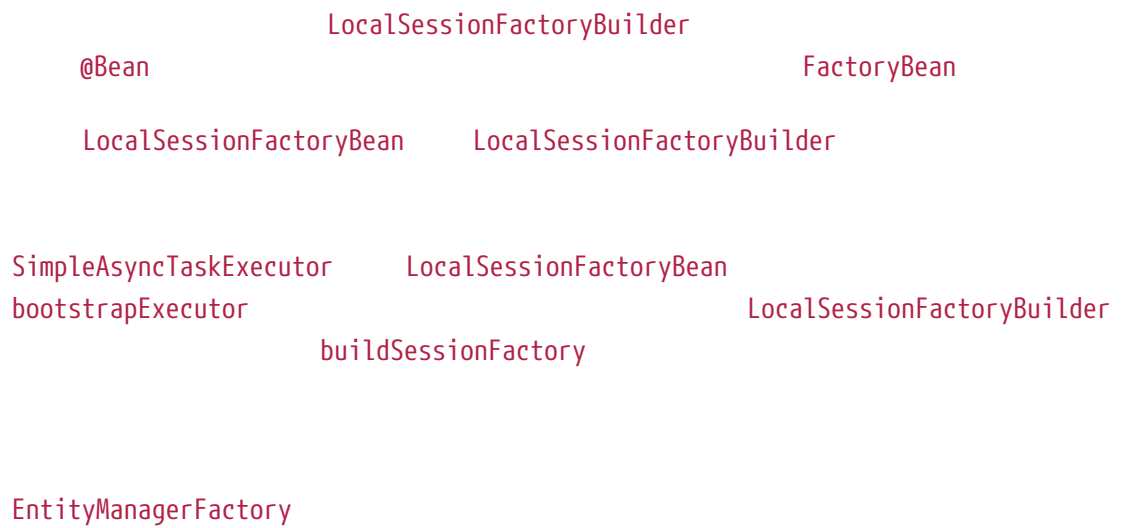 LocalSessionFactoryBuilder
@Bean FactoryBean
LocalSessionFactoryBean LocalSessionFactoryBuilder
SimpleAsyncTaskExecutor LocalSessionFactoryBean
bootstrapExecutor LocalSessionFactoryBuilder
buildSessionFactory
EntityManagerFactory